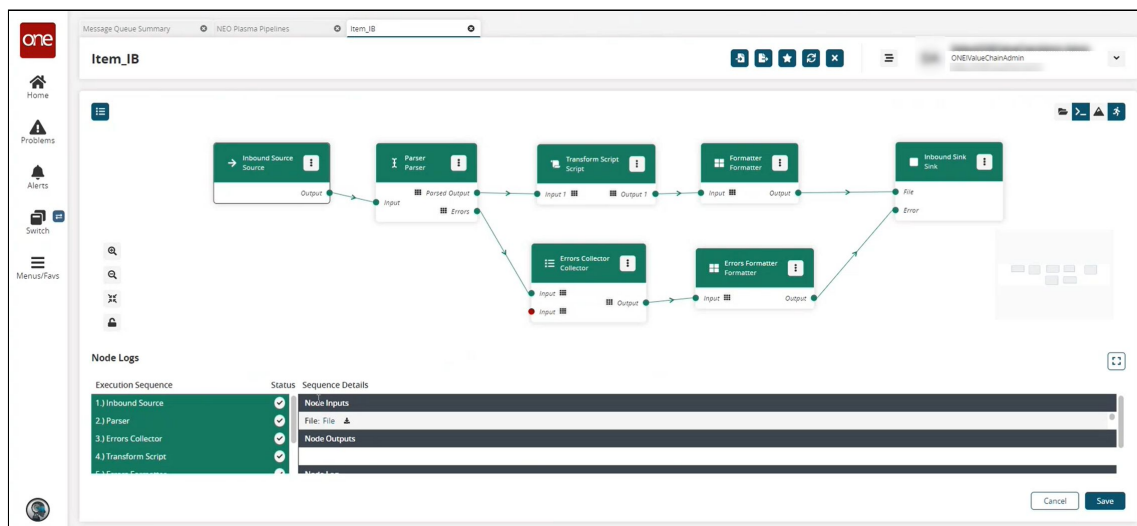 one
Message Queue Summary
NEO Plasma Pipelines
Item_IB
Item_IB
ONE\ValueChainAdmin
Home
Problems
Alerts
Switch
Menus/Favs
Inbound Source
Source
Output
Parser
Parser
Parsed Output
Input
Errors
Transform Script
Script
Input 1
Output 1
Formatter
Formatter
Input
Output
Inbound Sink
Sink
File
Error
Errors Collector
Collector
Input
Output
Input
Errors Formatter
Formatter
Input
Output
Node Logs
Execution Sequence
Status
Sequence Details
1.) Inbound Source
2.) Parser
3.) Errors Collector
4.) Transform Script
Node Inputs
File: File
Node Outputs
Cancel
Save